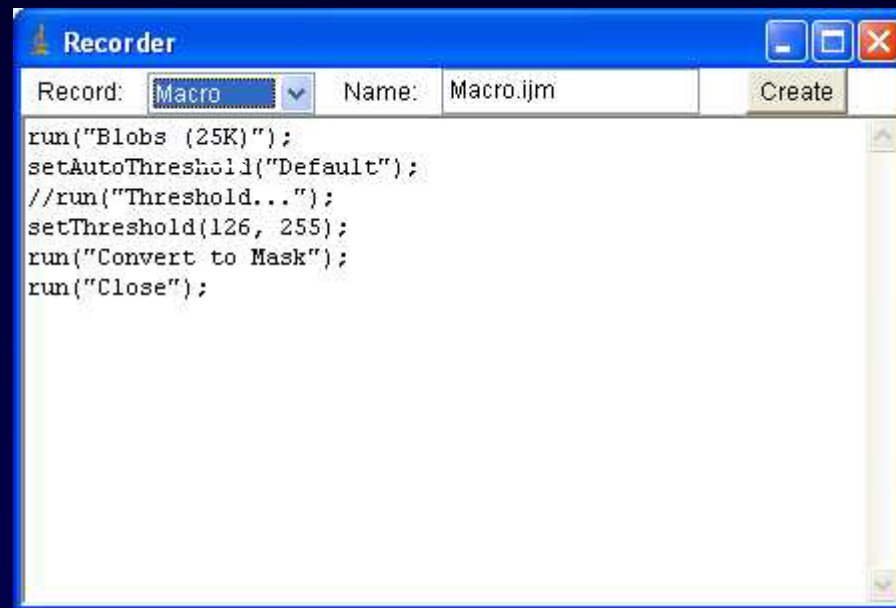 Recorder
Record: Macro Name: Macro.ijm Create
run("Blobs (25K)");
setAutoThreshold("Default");
//run("Threshold...");
setThreshold(126, 255);
run("Convert to Mask");
run("Close");